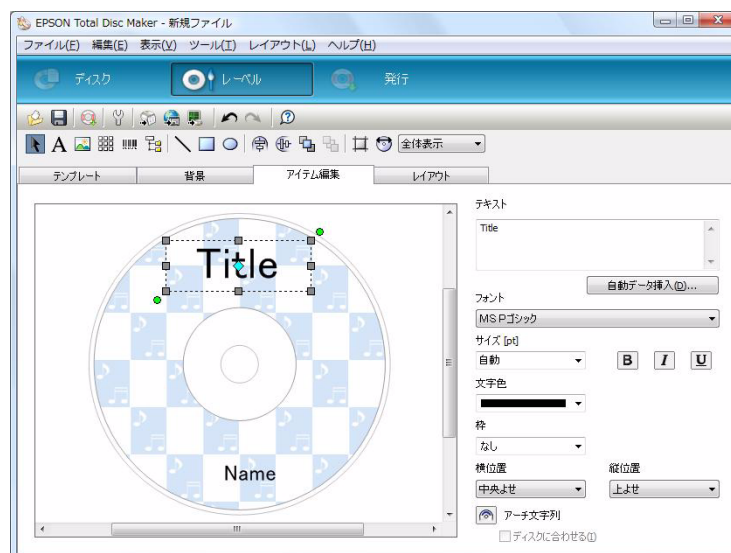 EPSON Total Disc Maker - 新規ファイル
ファイル(F) 編集(E) 表示(V) ツール(T) レイアウト(L) ヘルプ(H)
ディスク レーベル 発行
全体表示
テンプレート 背景 アイテム編集 レイアウト
テキスト
Title
Title
自動データ挿入(D)...
フォント
MS Pゴシック
サイズ [pt]
自動 B I U
文字色
枠
なし
横位置 縦位置
中央よせ 上よせ
Name
アーチ文字列
ディスクに合わせる(I)